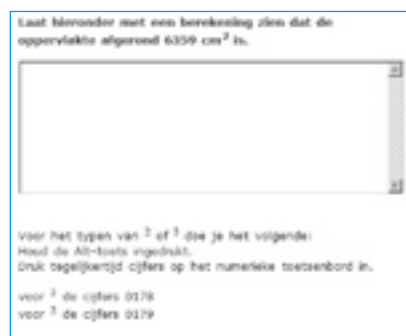 Laat hieronder met een berekening zien dat de
oppervlakte afgerond 6359 cm² is.
Voor het typen van ² of ³ doe je het volgende:
Houd de Alt-toets ingedrukt.
Druk tegelijkertijd cijfers op het numerieke toetsenbord in.
voor ² de cijfers 0178
voor ³ de cijfers 0179